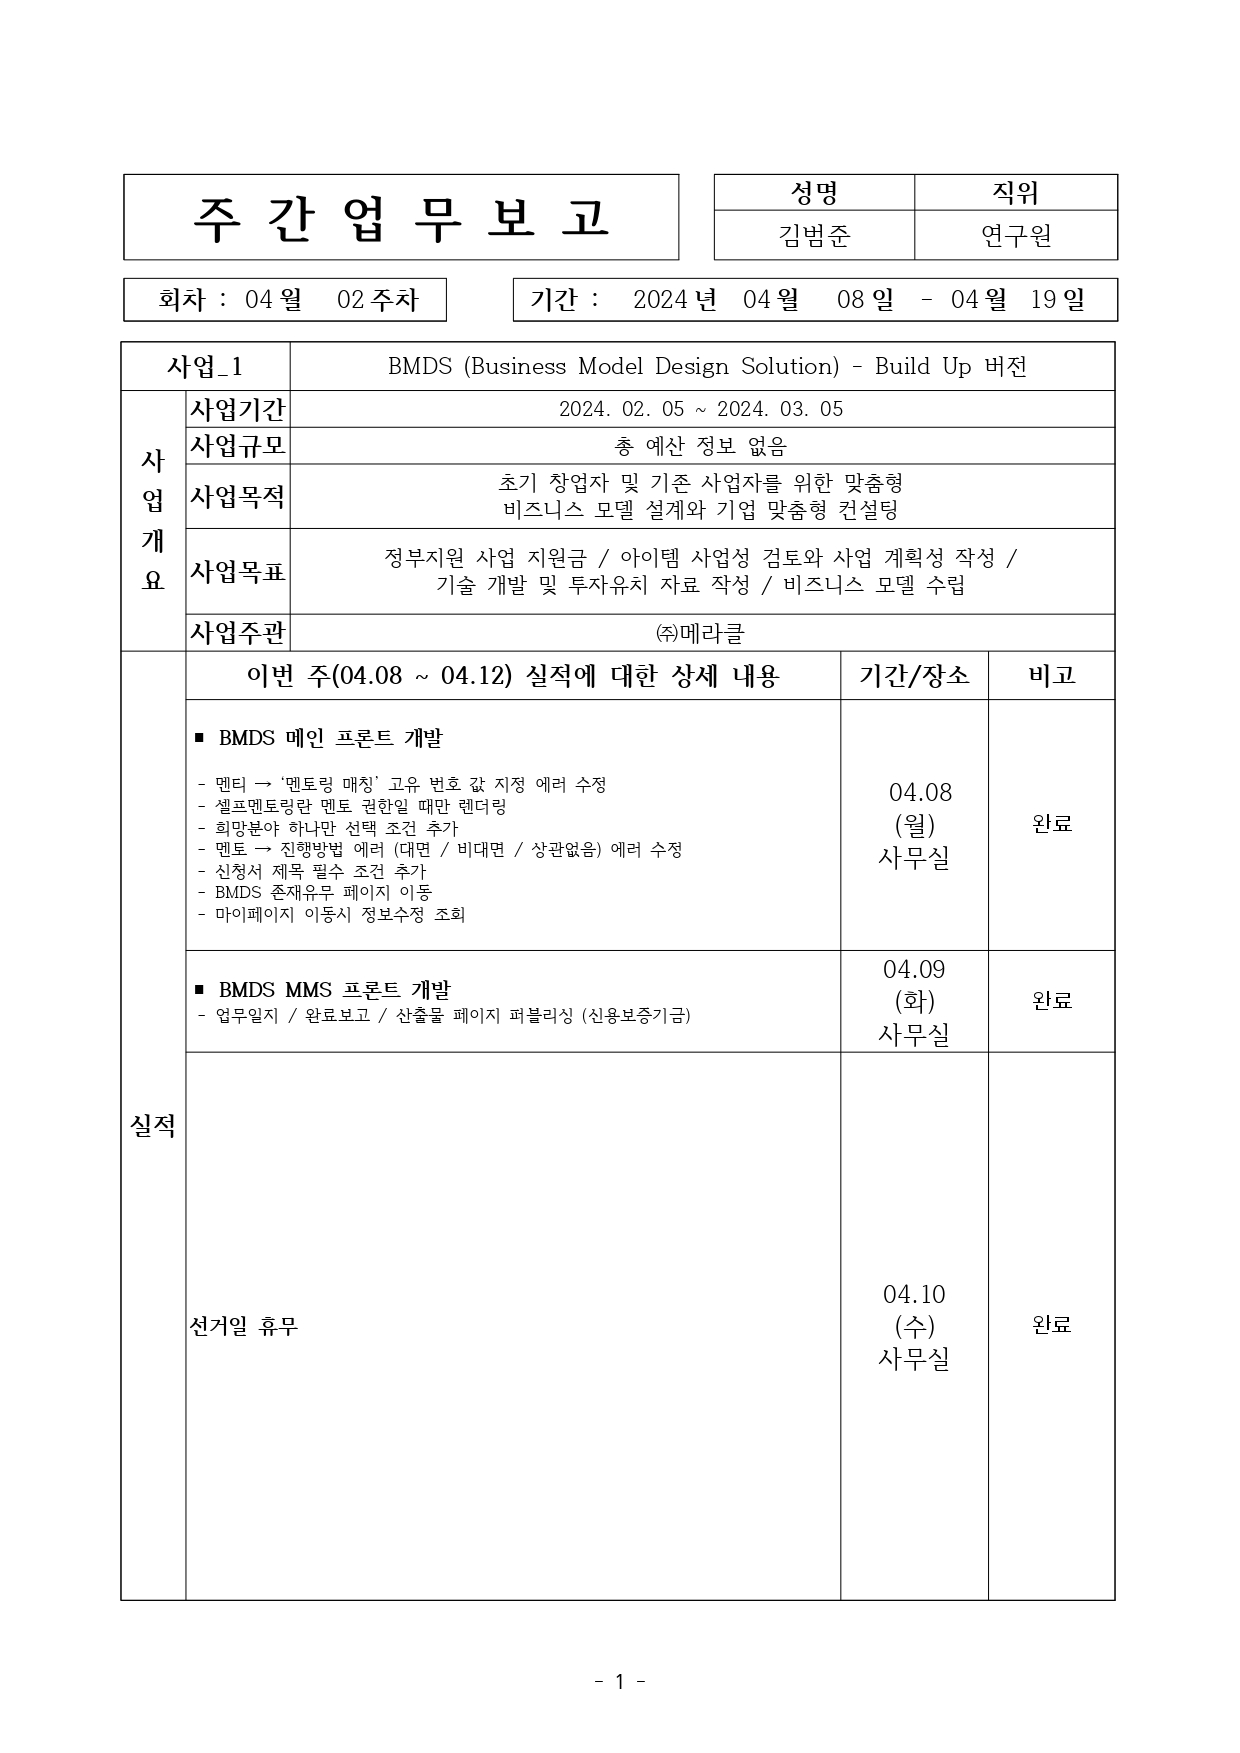 주 간 업 무 보 고
성명 직위
김범준 연구원
회차 : 04월 02주차
기간 : 2024년 04월 08일 - 04월 19일
사업_1 BMDS (Business Model Design Solution) - Build Up 버전
사업개요
사업기간 2024. 02. 05 ~ 2024. 03. 05
사업규모 총 예산 정보 없음
사업목적 초기 창업자 및 기존 사업자를 위한 맞춤형
비즈니스 모델 설계와 기업 맞춤형 컨설팅
사업목표 정부지원 사업 지원금 / 아이템 사업성 검토와 사업 계획성 작성 /
기술 개발 및 투자유치 자료 작성 / 비즈니스 모델 수립
사업주관 ㈜메라클
실적
이번 주(04.08 ~ 04.12) 실적에 대한 상세 내용 기간/장소 비고
■ BMDS 메인 프론트 개발
- 멘티 → ‘멘토링 매칭’ 고유 번호 값 지정 에러 수정
- 셀프멘토링란 멘토 권한일 때만 렌더링
- 희망분야 하나만 선택 조건 추가
- 멘토 → 진행방법 에러 (대면 / 비대면 / 상관없음) 에러 수정
- 신청서 제목 필수 조건 추가
- BMDS 존재유무 페이지 이동
- 마이페이지 이동시 정보수정 조회
04.08
(월)
사무실
완료
■ BMDS MMS 프론트 개발
- 업무일지 / 완료보고 / 산출물 페이지 퍼블리싱 (신용보증기금)
04.09
(화)
사무실
완료
선거일 휴무
04.10
(수)
사무실
완료
- 1 -